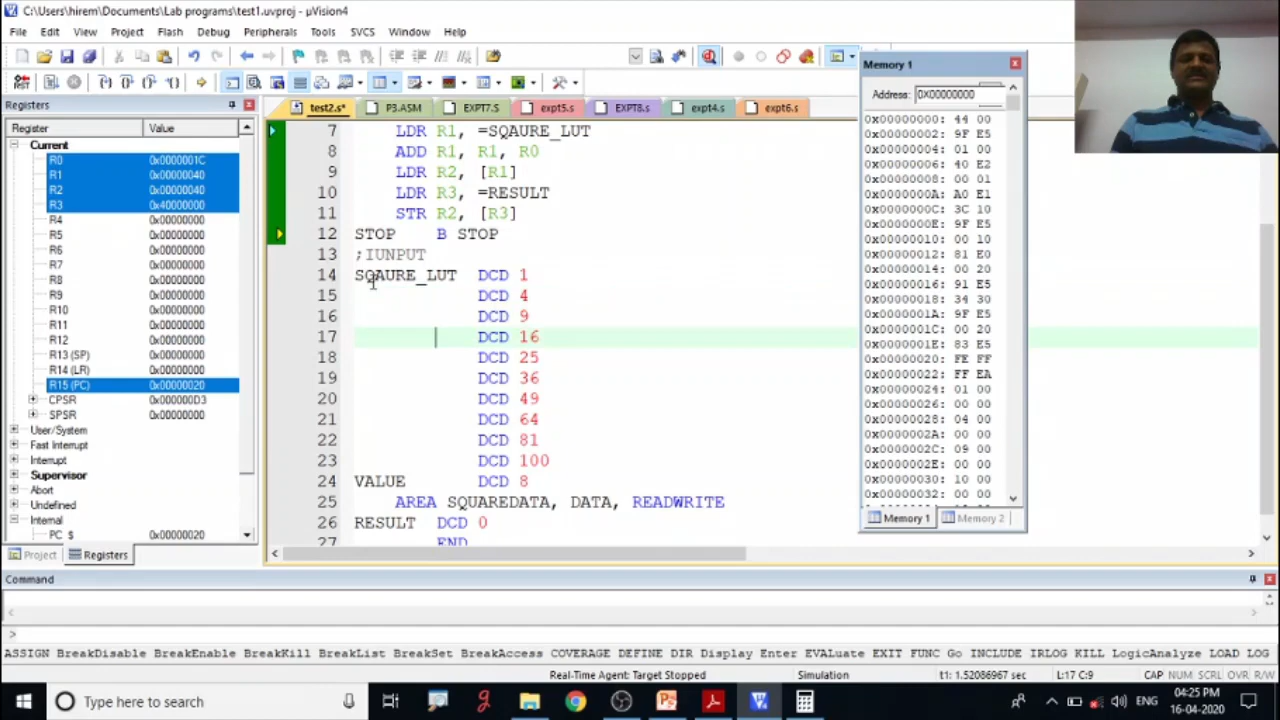 C:\Users\hirem\Documents\Lab programs\test1.uvproj - µVision4
File Edit View Project Flash Debug Peripherals Tools SVCS Window Help
Registers
Register Value
Current
R0 0x0000001C
R1 0x00000040
R2 0x00000040
R3 0x40000000
R4 0x00000000
R5 0x00000000
R6 0x00000000
R7 0x00000000
R8 0x00000000
R9 0x00000000
R10 0x00000000
R11 0x00000000
R12 0x00000000
R13 (SP) 0x00000000
R14 (LR) 0x00000000
R15 (PC) 0x00000020
CPSR 0x000000D3
SPSR 0x00000000
User/System
Fast Interrupt
Interrupt
Supervisor
Abort
Undefined
Internal
PC $ 0x00000020
Project Registers
test2.s* P3.ASM EXPT7.S expt5.s EXPT8.s expt4.s expt6.s
7 LDR R1, =SQAURE_LUT
8 ADD R1, R1, R0
9 LDR R2, [R1]
10 LDR R3, =RESULT
11 STR R2, [R3]
12 STOP B STOP
13 ;IUNPUT
14 SQAURE_LUT DCD 1
15 DCD 4
16 DCD 9
17 DCD 16
18 DCD 25
19 DCD 36
20 DCD 49
21 DCD 64
22 DCD 81
23 DCD 100
24 VALUE DCD 8
25 AREA SQUAREDATA, DATA, READWRITE
26 RESULT DCD 0
27 END
Memory 1
Address: 0X00000000
0x00000000: 44 00
0x00000002: 9F E5
0x00000004: 01 00
0x00000006: 40 E2
0x00000008: 00 01
0x0000000A: A0 E1
0x0000000C: 3C 10
0x0000000E: 9F E5
0x00000010: 00 10
0x00000012: 81 E0
0x00000014: 00 20
0x00000016: 91 E5
0x00000018: 34 30
0x0000001A: 9F E5
0x0000001C: 00 20
0x0000001E: 83 E5
0x00000020: FE FF
0x00000022: FF EA
0x00000024: 01 00
0x00000026: 00 00
0x00000028: 04 00
0x0000002A: 00 00
0x0000002C: 09 00
0x0000002E: 00 00
0x00000030: 10 00
0x00000032: 00 00
Memory 1 Memory 2
Command
>
ASSIGN BreakDisable BreakEnable BreakKill BreakList BreakSet BreakAccess COVERAGE DEFINE DIR Display Enter EVALuate EXIT FUNC Go INCLUDE IRLOG KILL LogicAnalyze LOAD LOG
Real-Time Agent: Target Stopped Simulation t1: 1.52086967 sec L:17 C:9 CAP NUM SCRL OVR R/W
Type here to search
ENG
04:25 PM
16-04-2020